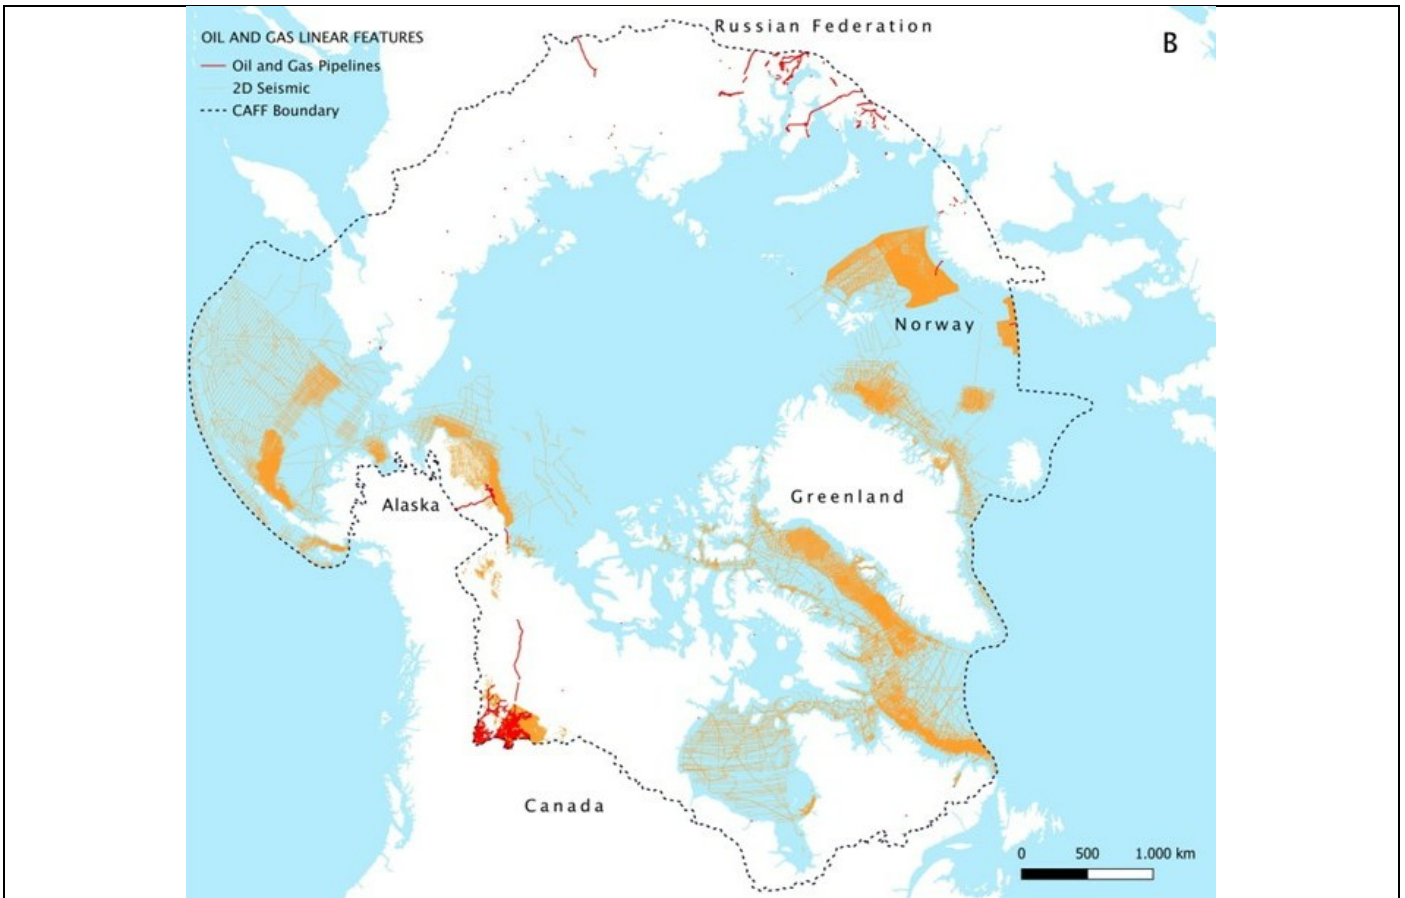 Russian Federation
B
OIL AND GAS LINEAR FEATURES
Oil and Gas Pipelines
2D Seismic
CAFF Boundary
Norway
Greenland
Alaska
Canada
0 500 1.000 km